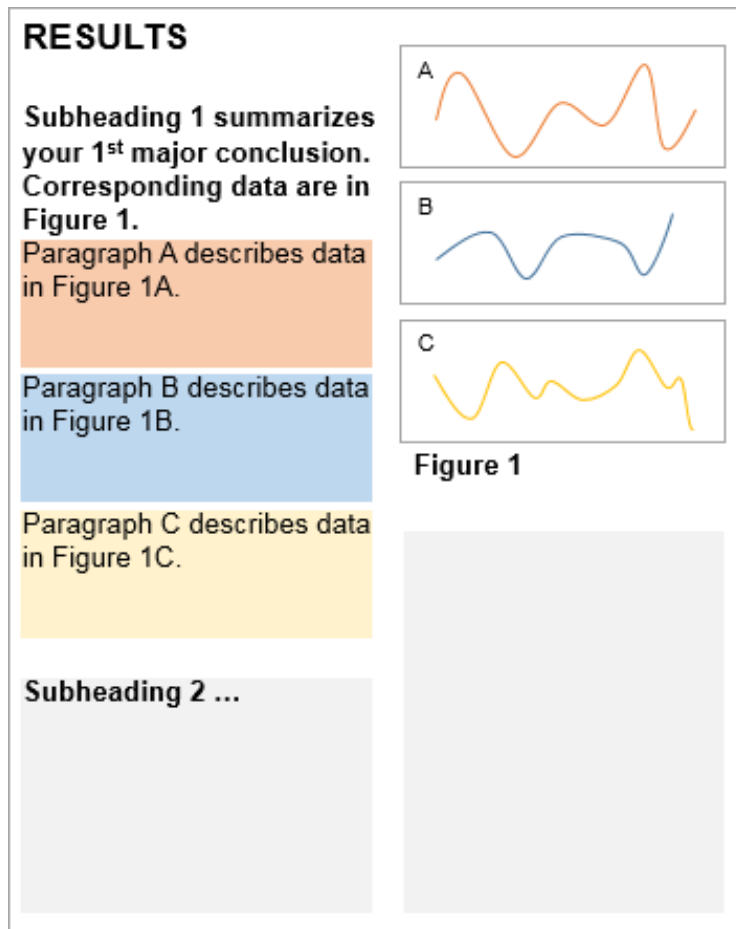 RESULTS
Subheading 1 summarizes
your 1st major conclusion.
Corresponding data are in
Figure 1.
Paragraph A describes data
in Figure 1A.
Paragraph B describes data
in Figure 1B.
Paragraph C describes data
in Figure 1C.
Subheading 2 ...
A
B
C
Figure 1